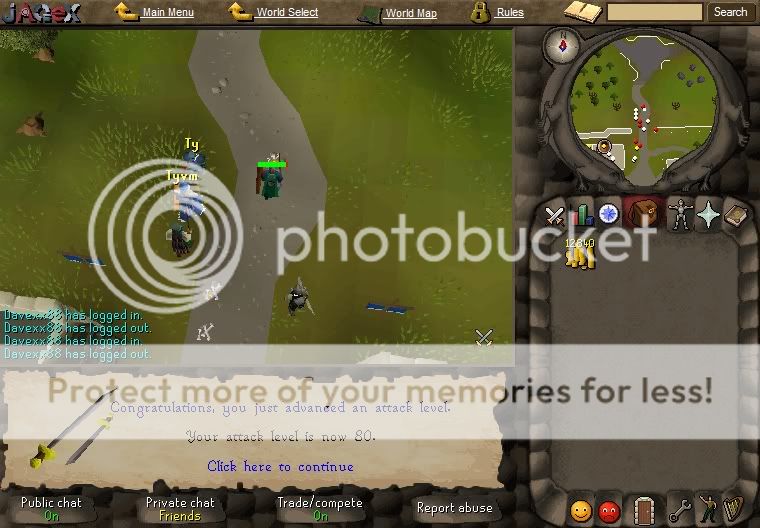 JAGEX Main Menu World Select World Map Rules Search
Ty
Tyvm
photobucket
12840
Davexx88 has logged in.
Davexx88 has logged out.
Davexx88 has logged in.
Davexx88 has logged out.
Protect more of your memories for less!
Congratulations, you just advanced an attack level.
Your attack level is now 80.
Click here to continue
Public chat Private chat Trade/compete Report abuse
On Friends On